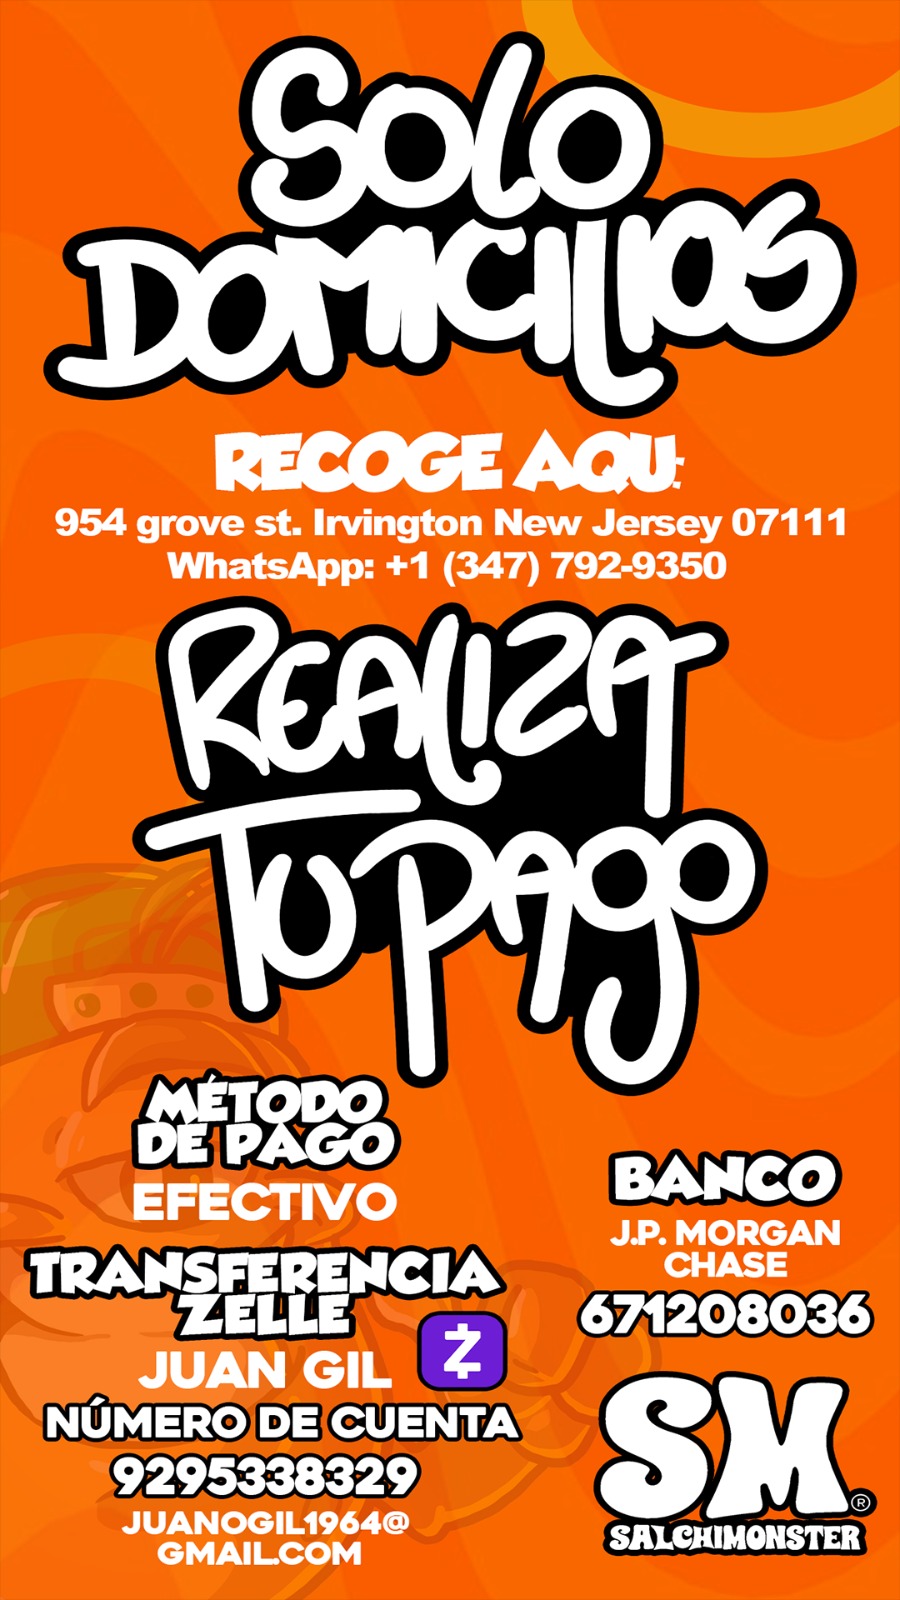 SOLO
DOMICILIOS
RECOGE AQU:
954 grove st. Irvington New Jersey 07111
WhatsApp: +1 (347) 792-9350
REALIZA
TU PAGO
MÉTODO
DE PAGO
EFECTIVO
TRANSFERENCIA
ZELLE
JUAN GIL
NÚMERO DE CUENTA
9295338329
JUANOGIL1964@
GMAIL.COM
BANCO
J.P. MORGAN
CHASE
671208036
SM®
SALCHIMONSTER